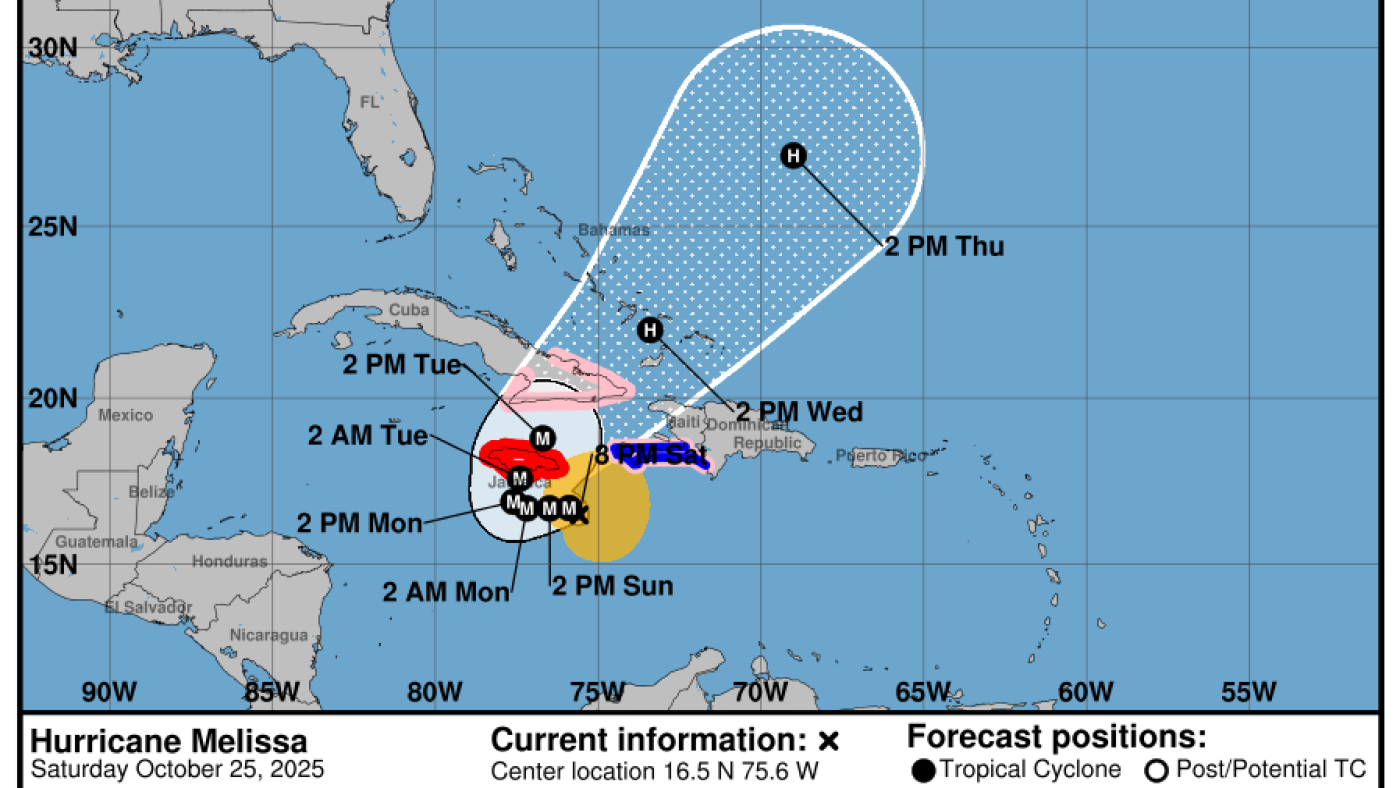 30N
FL
25N
Bahamas
2 PM Thu
Cuba
2 PM Tue
20N
Mexico
2 PM Wed
Haiti Dominican
Republic
2 AM Tue
M
8 PM Sat
Puerto Rico
Belize
Jamaica
M
2 PM Mon
M M M M
Guatemala
Honduras
15N
2 AM Mon
2 PM Sun
El Salvador
Nicaragua
H
H
90W 85W 80W 75W 70W 65W 60W 55W
Hurricane Melissa
Saturday October 25, 2025
Current information: x
Center location 16.5 N 75.6 W
Forecast positions:
Tropical Cyclone Post/Potential TC